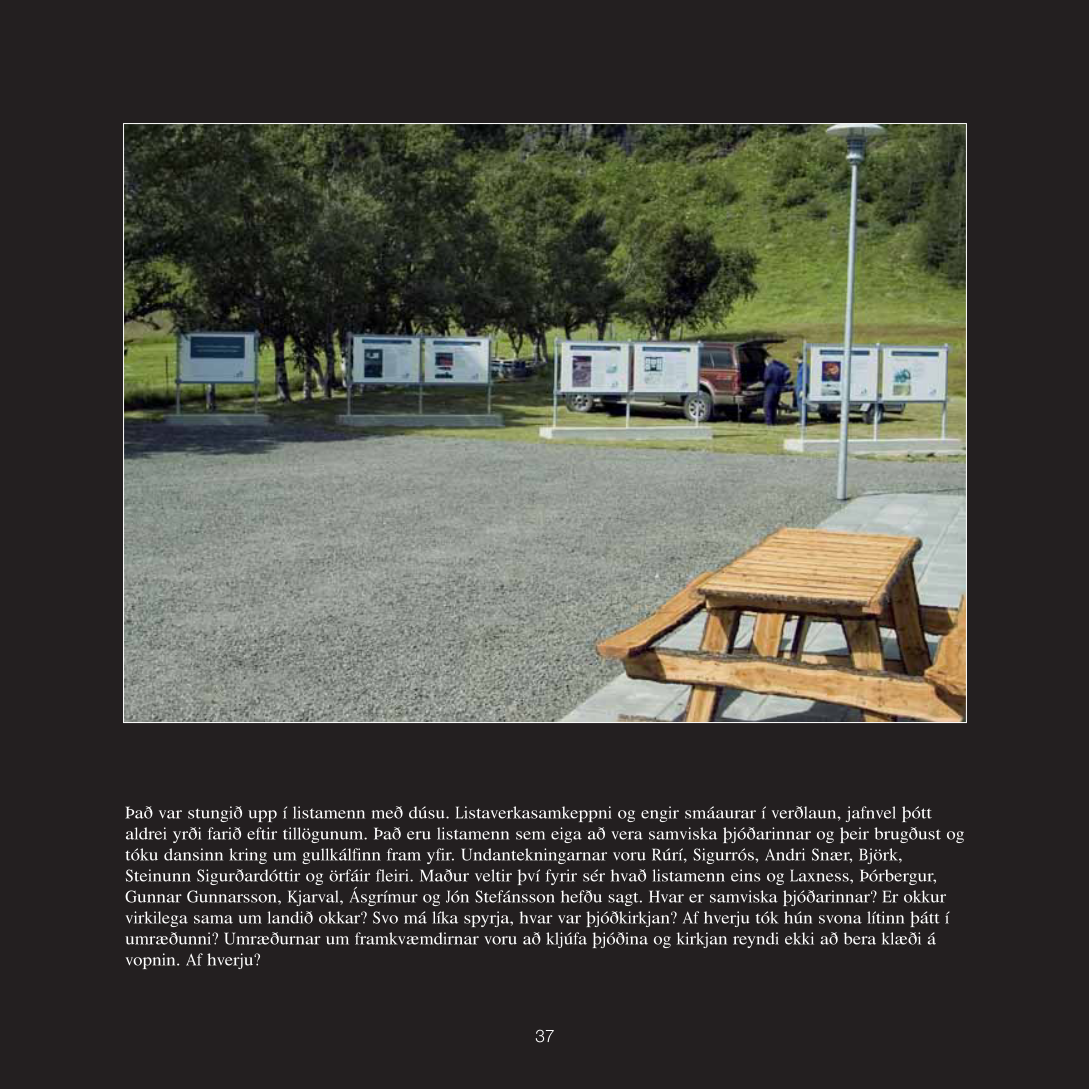 Það var stungið upp í listamenn með dúsu. Listaverkasamkeppni og engir smáaurar í verðlaun, jafnvel þótt
aldrei yrði farið eftir tillögunum. Það eru listamenn sem eiga að vera samviska þjóðarinnar og þeir brugðust og
tóku dansinn kring um gullkálfinn fram yfir. Undantekningarnar voru Rúrí, Sigurrós, Andri Snær, Björk,
Steinunn Sigurðardóttir og örfáir fleiri. Maður veltir því fyrir sér hvað listamenn eins og Laxness, Þórbergur,
Gunnar Gunnarsson, Kjarval, Ásgrímur og Jón Stefánsson hefðu sagt. Hvar er samviska þjóðarinnar? Er okkur
virkilega sama um landið okkar? Svo má líka spyrja, hvar var þjóðkirkjan? Af hverju tók hún svona lítinn þátt í
umræðunni? Umræðurnar um framkvæmdirnar voru að kljúfa þjóðina og kirkjan reyndi ekki að bera klæði á
vopnin. Af hverju?
37